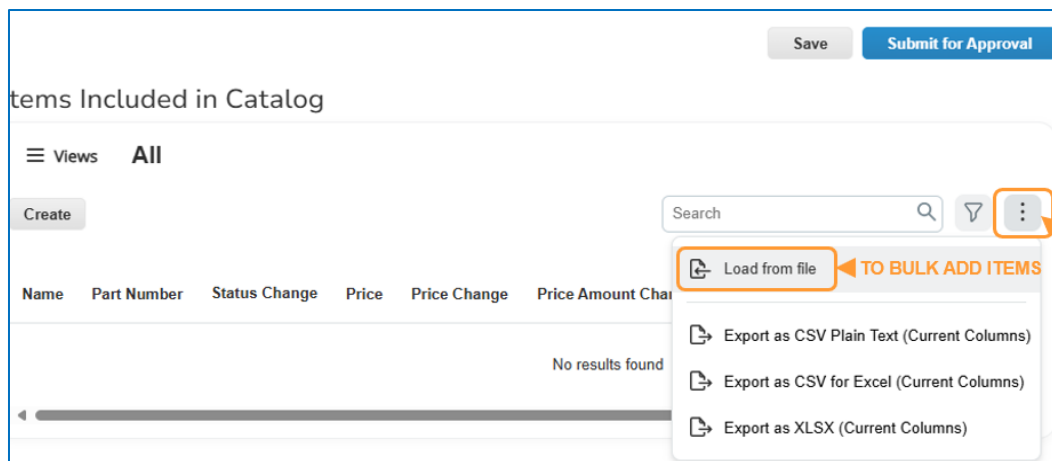 Save
Submit for Approval
tems Included in Catalog
Views
All
Create
Search
Load from file
TO BULK ADD ITEMS
Name
Part Number
Status Change
Price
Price Change
Price Amount Cha
No results found
Export as CSV Plain Text (Current Columns)
Export as CSV for Excel (Current Columns)
Export as XLSX (Current Columns)